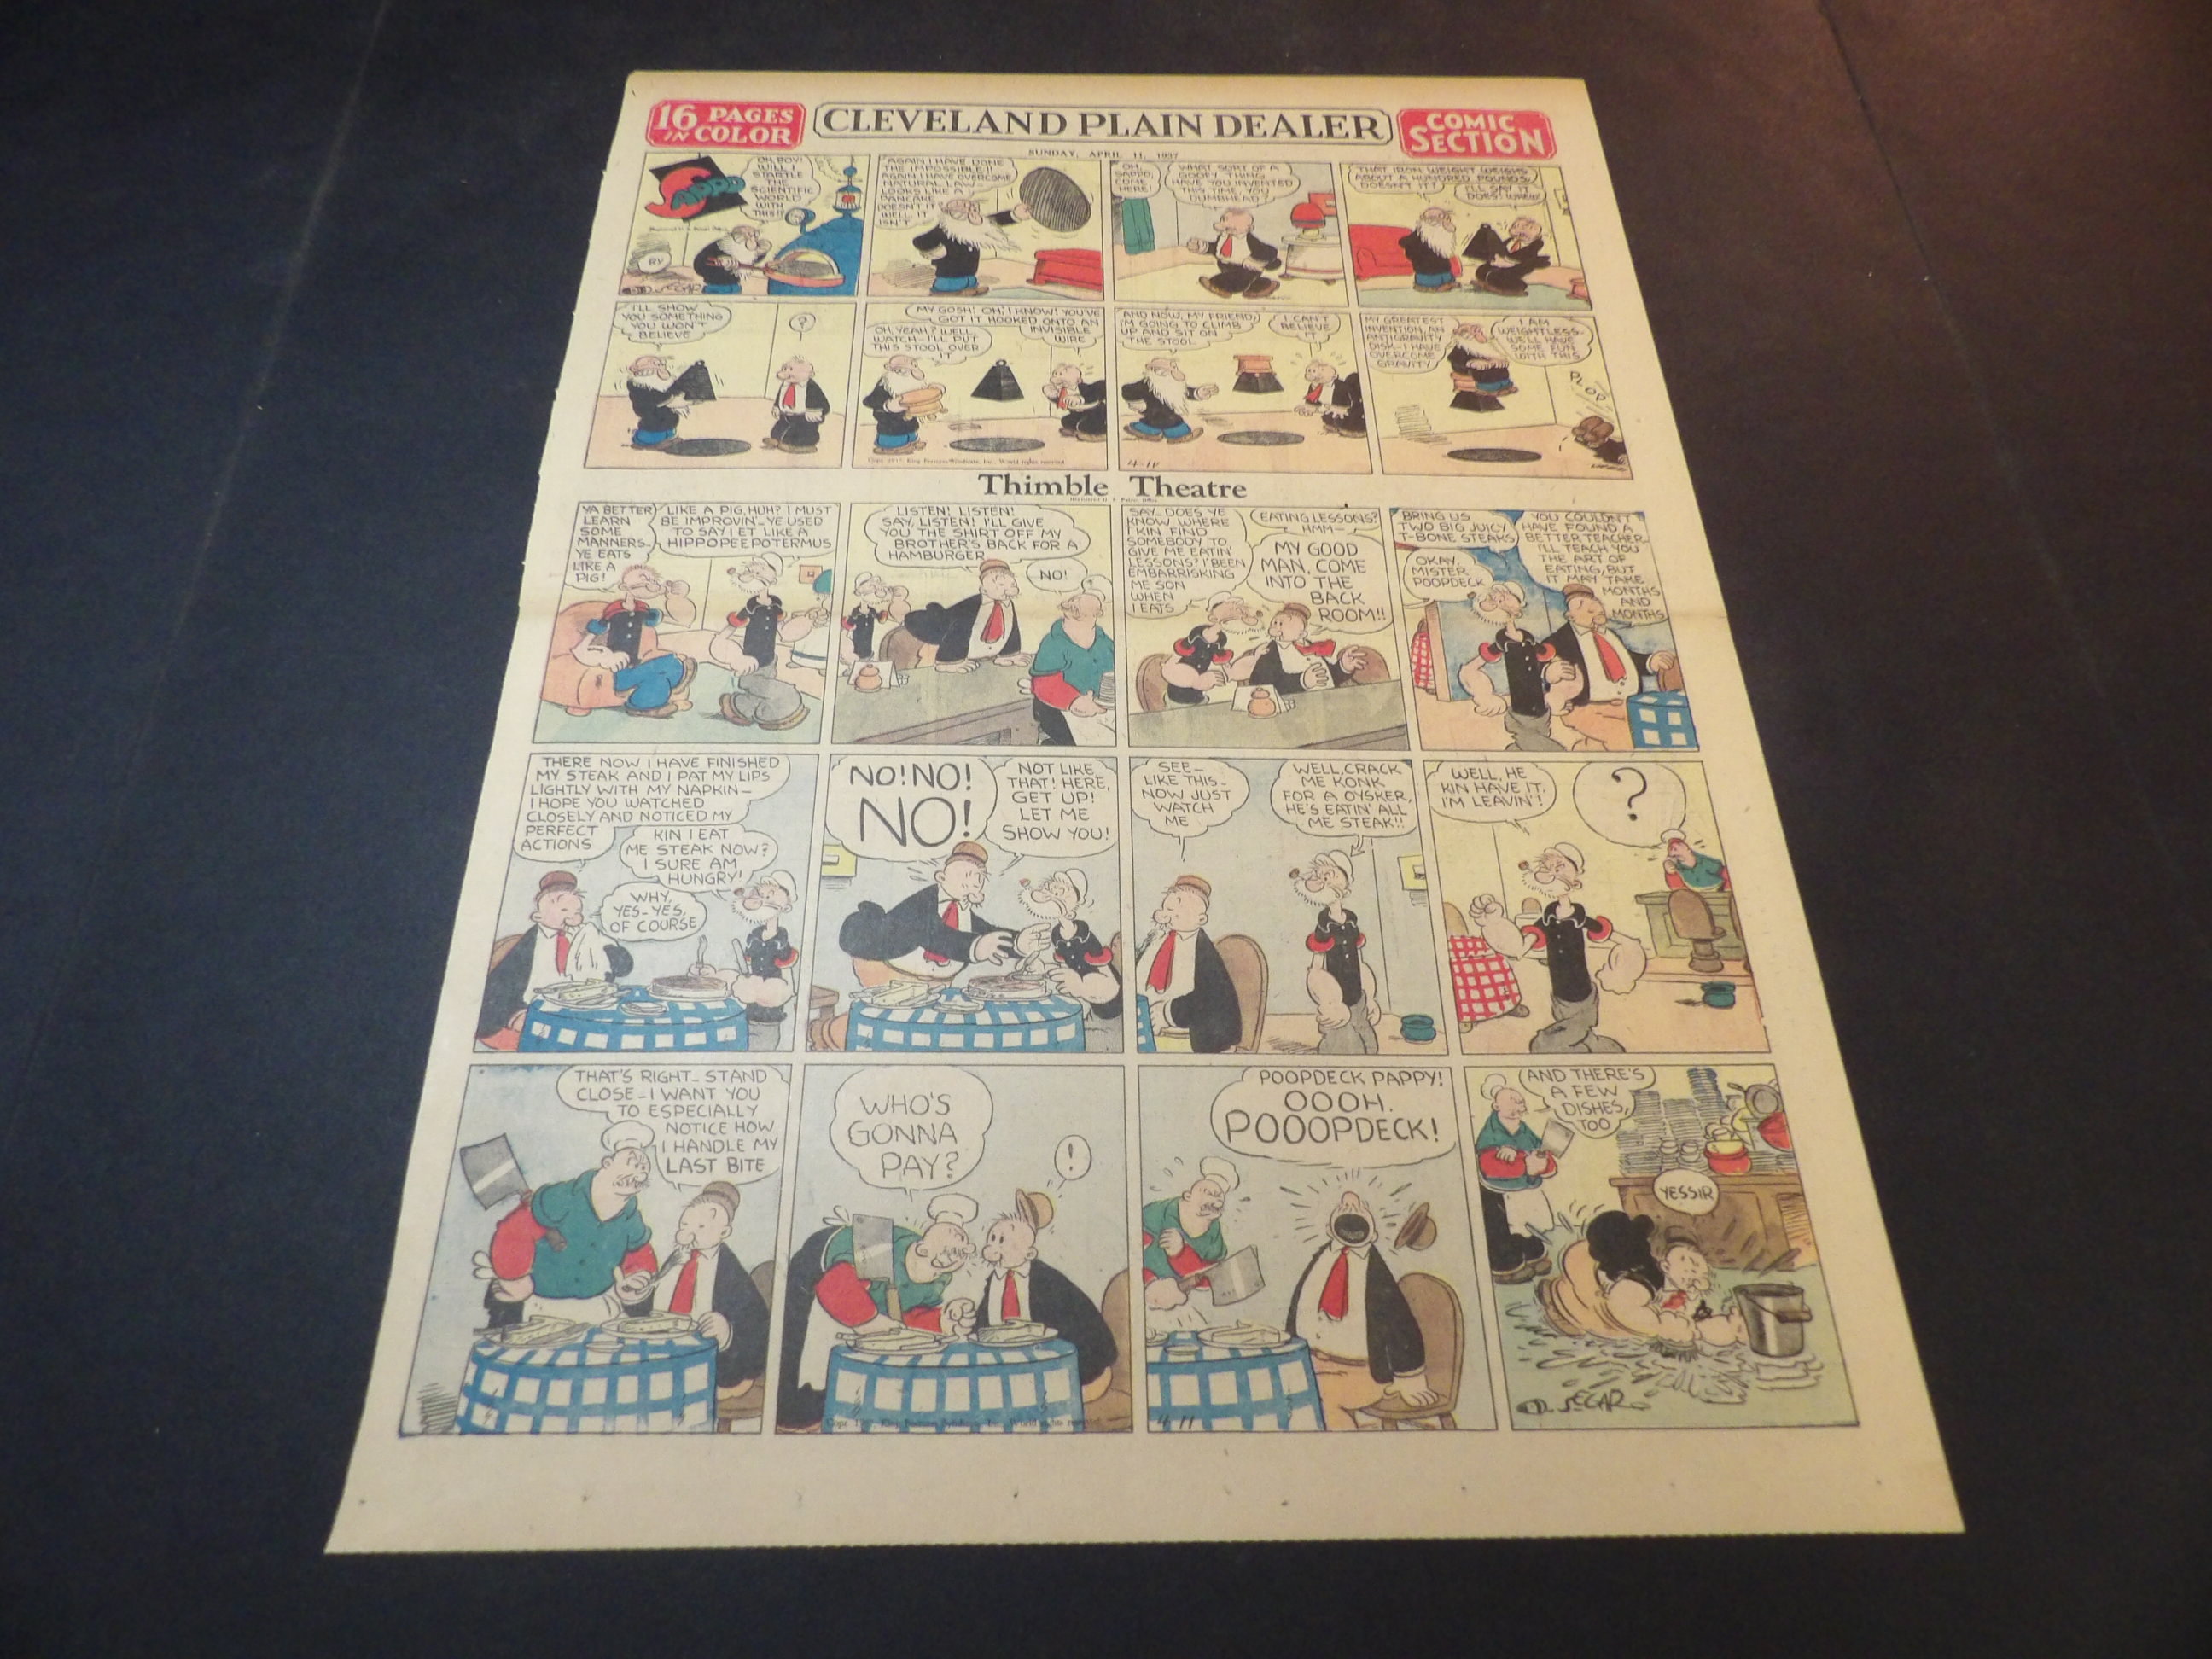 16 PAGES
IN COLOR
CLEVELAND PLAIN DEALER
COMIC
SECTION
SUNDAY, APRIL 11, 1937
SAPPO
BY
OH, BOY!
WILL I
STARTLE
THE
SCIENTIFIC
WORLD
WITH
THIS!!
AGAIN I HAVE DONE
THE IMPOSSIBLE!!
AGAIN I HAVE OVERCOME
NATURAL LAW-
LOOKS LIKE A
PANCAKE
DOESN'T IT
WELL, IT
ISN'T
OH,
SAPPO,
COME
HERE!
WHAT SORT OF A
GOOFY THING
HAVE YOU INVENTED
THIS TIME, YOU
DUMBHEAD?
THAT IRON WEIGHT WEIGHS
ABOUT A HUNDRED POUNDS,
DOESN'T IT?
I'LL SAY IT
DOES! WHEW!
I'LL SHOW
YOU SOMETHING
YOU WON'T
BELIEVE
?
MY GOSH! OH, I KNOW! YOU'VE
GOT IT HOOKED ONTO AN
INVISIBLE
WIRE
OH, YEAH? WELL,
WATCH- I'LL PUT
THIS STOOL OVER
IT
AND NOW, MY FRIEND,
I'M GOING TO CLIMB
UP AND SIT ON
THE STOOL
I CAN'T
BELIEVE
IT
4-11
MY GREATEST
INVENTION, AN
ANTIGRAVITY
DISK- I HAVE
OVERCOME
GRAVITY
I AM
WEIGHTLESS-
WE'LL HAVE
SOME FUN
WITH THIS
PLOP
Thimble Theatre
YA BETTER
LEARN
SOME
MANNERS-
YE EATS
LIKE A
PIG!
LIKE A PIG, HUH? I MUST
BE IMPROVIN'- YE USED
TO SAY I ET LIKE A
HIPPOPEEPOTERMUS
LISTEN! LISTEN!
SAY, LISTEN! I'LL GIVE
YOU THE SHIRT OFF MY
BROTHER'S BACK FOR A
HAMBURGER
NO!
SAY- DOES YE
KNOW WHERE
I KIN FIND
SOMEBODY TO
GIVE ME EATIN'
LESSONS? I BEEN
EMBARRISKING
ME SON
WHEN
I EATS
EATING LESSONS?
HMM-
MY GOOD
MAN, COME
INTO THE
BACK
ROOM!!
BRING US
TWO BIG JUICY
T-BONE STEAKS
OKAY,
MISTER
POOPDECK
YOU COULDN'T
HAVE FOUND A
BETTER TEACHER-
I'LL TEACH YOU
THE ART OF
EATING, BUT
IT MAY TAKE
MONTHS
AND
MONTHS
THERE NOW I HAVE FINISHED
MY STEAK AND I PAT MY LIPS
LIGHTLY WITH MY NAPKIN-
I HOPE YOU WATCHED
CLOSELY AND NOTICED MY
PERFECT
ACTIONS
KIN I EAT
ME STEAK NOW?
I SURE AM
HUNGRY!
WHY,
YES-YES,
OF COURSE
NO! NO!
NO!
NOT LIKE
THAT! HERE,
GET UP!
LET ME
SHOW YOU!
SEE-
LIKE THIS-
NOW JUST
WATCH
ME
WELL, CRACK
ME KONK
FOR A OYSKER,
HE'S EATIN' ALL
ME STEAK!!
WELL, HE
KIN HAVE IT.
I'M LEAVIN'!
?
THAT'S RIGHT- STAND
CLOSE- I WANT YOU
TO ESPECIALLY
NOTICE HOW
I HANDLE MY
LAST BITE
WHO'S
GONNA
PAY?
!
POOPDECK PAPPY!
OOOH.
POOOPDECK!
4-11
AND THERE'S
A FEW
DISHES,
TOO
YESSIR
SEGAR